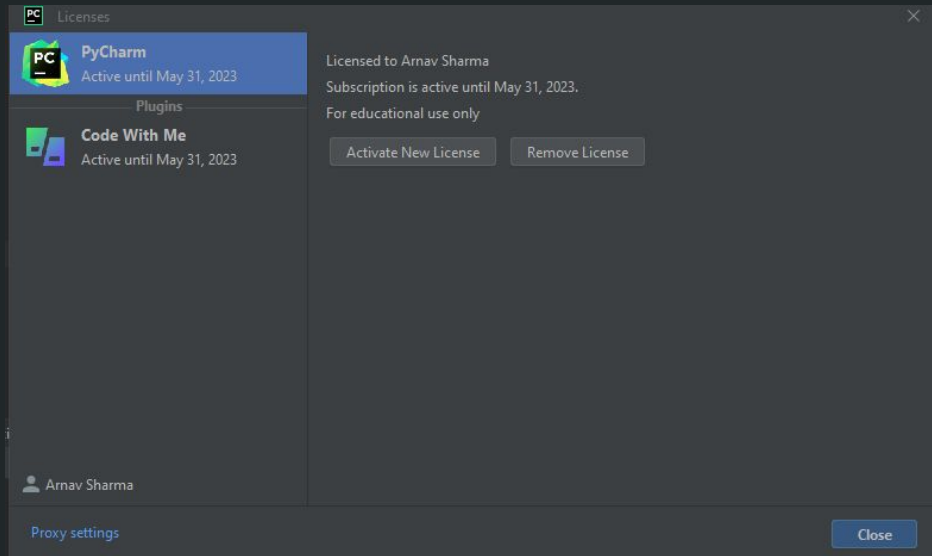 PC
Licenses
PC
PyCharm
Active until May 31, 2023
Plugins
Code With Me
Active until May 31, 2023
Licensed to Arnav Sharma
Subscription is active until May 31, 2023.
For educational use only
Activate New License
Remove License
Arnav Sharma
Proxy settings
Close